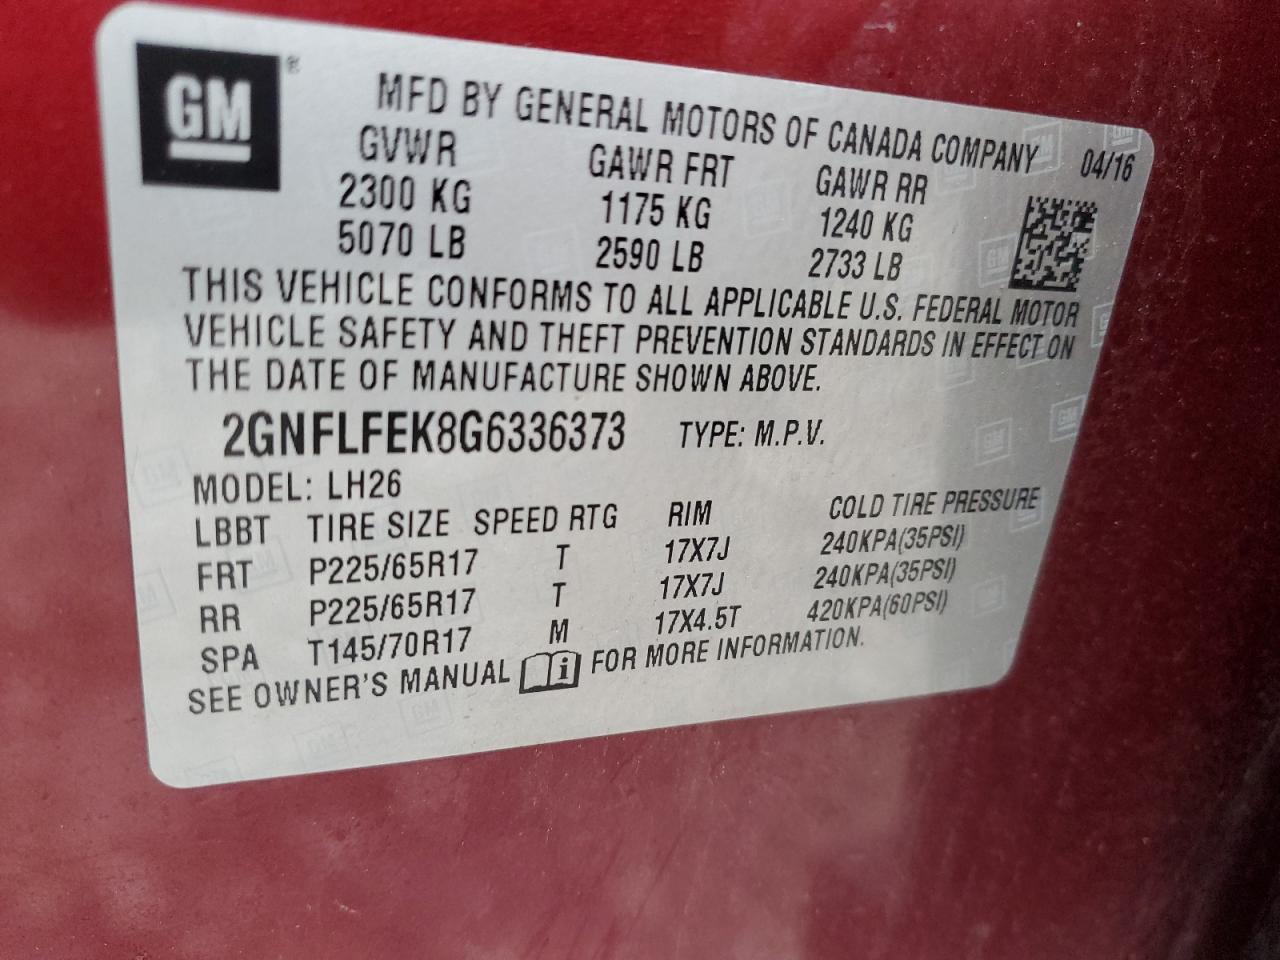 GM®
MFD BY GENERAL MOTORS OF CANADA COMPANY 04/16
GVWR GAWR FRT GAWR RR
2300 KG 1175 KG 1240 KG
5070 LB 2590 LB 2733 LB
THIS VEHICLE CONFORMS TO ALL APPLICABLE U.S. FEDERAL MOTOR
VEHICLE SAFETY AND THEFT PREVENTION STANDARDS IN EFFECT ON
THE DATE OF MANUFACTURE SHOWN ABOVE.
2GNFLFEK8G6336373 TYPE: M.P.V.
MODEL: LH26
LBBT TIRE SIZE SPEED RTG RIM COLD TIRE PRESSURE
FRT P225/65R17 T 17X7J 240KPA(35PSI)
RR P225/65R17 T 17X7J 240KPA(35PSI)
SPA T145/70R17 M 17X4.5T 420KPA(60PSI)
SEE OWNER'S MANUAL i FOR MORE INFORMATION.